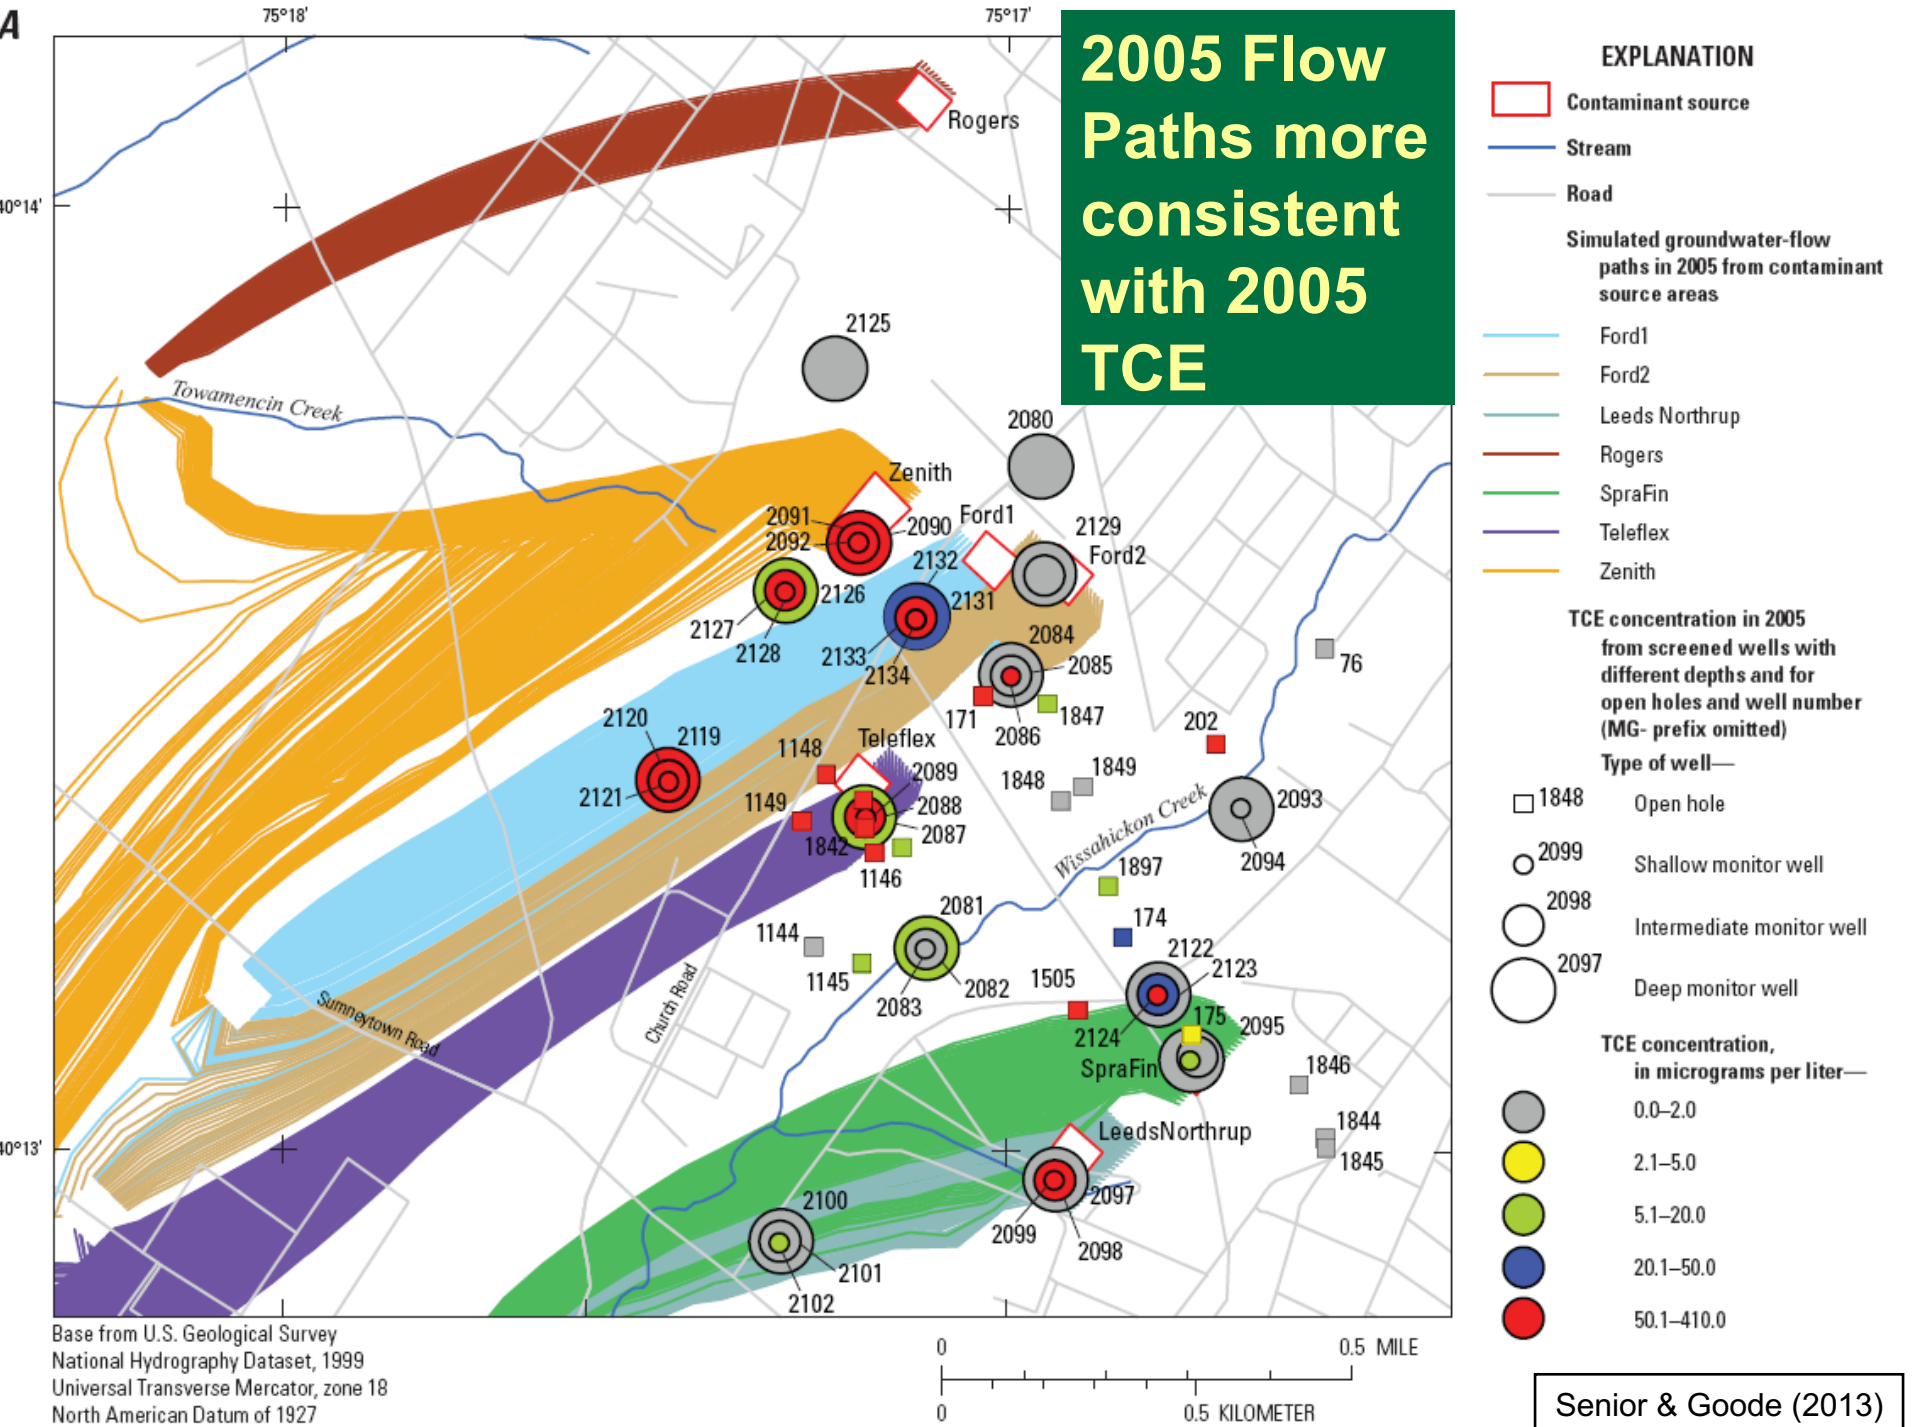 A
75°18'
75°17'
2005 Flow
Paths more
consistent
with 2005
TCE
40°14'
40°13'
Rogers
2125
Towamencin Creek
2080
Zenith
2091
2092
2090
Ford1
2129
Ford2
2132
2131
2126
2127
2128
2133
2134
2084
2085
171
1847
2086
76
202
2120
2119
2121
1148
Teleflex
2089
1149
2088
2087
1842
1146
1848
1849
Wissahickon Creek
2093
2094
1897
174
1144
1145
2081
2082
2083
1505
2122
2123
2124
175
2095
SpraFin
1846
1844
1845
Sumneytown Road
Church Road
LeedsNorthrup
2097
2099
2098
2100
2101
2102
EXPLANATION
Contaminant source
Stream
Road
Simulated groundwater-flow
paths in 2005 from contaminant
source areas
Ford1
Ford2
Leeds Northrup
Rogers
SpraFin
Teleflex
Zenith
TCE concentration in 2005
from screened wells with
different depths and for
open holes and well number
(MG- prefix omitted)
Type of well—
1848 Open hole
2099 Shallow monitor well
2098 Intermediate monitor well
2097 Deep monitor well
TCE concentration,
in micrograms per liter—
0.0–2.0
2.1–5.0
5.1–20.0
20.1–50.0
50.1–410.0
Base from U.S. Geological Survey
National Hydrography Dataset, 1999
Universal Transverse Mercator, zone 18
North American Datum of 1927
0 0.5 MILE
0 0.5 KILOMETER
Senior & Goode (2013)